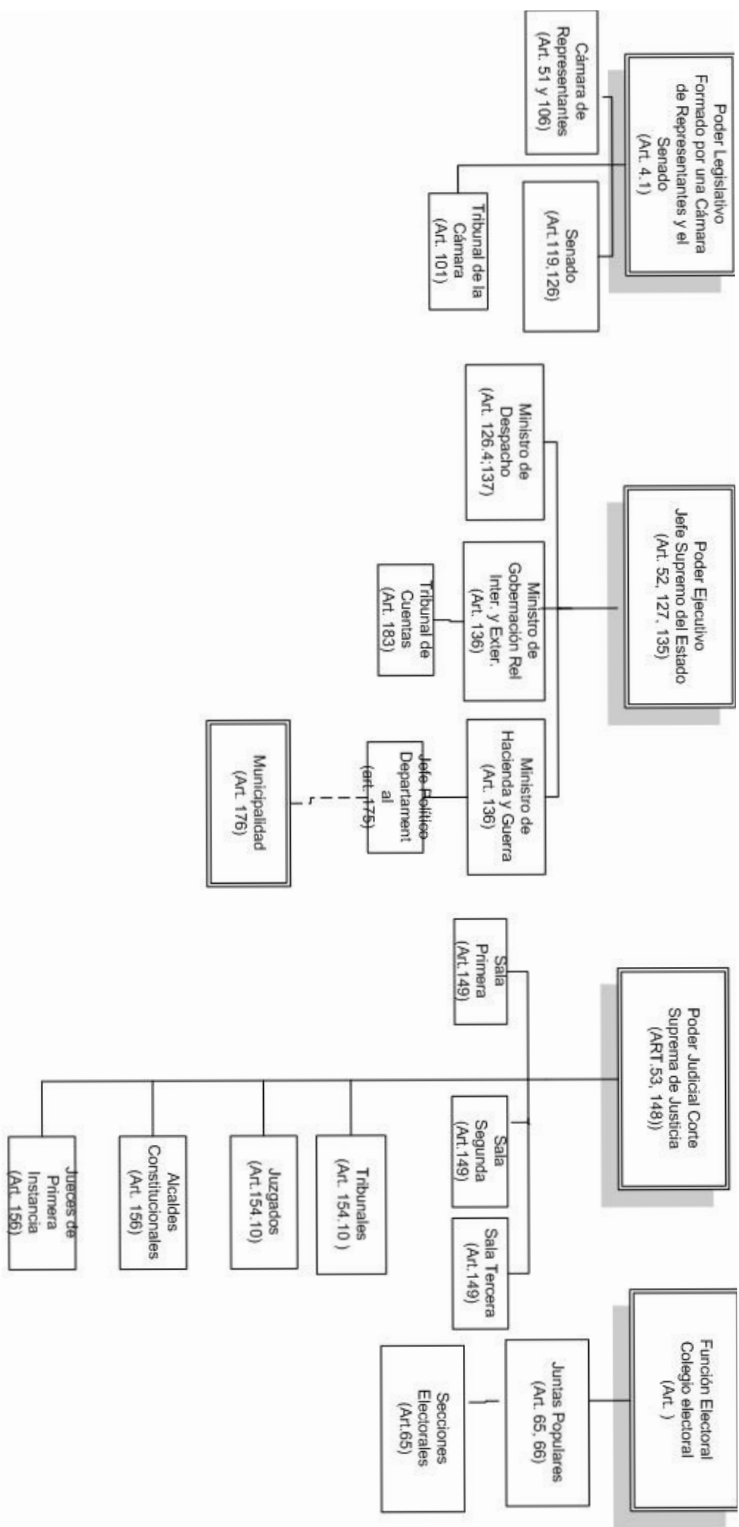 Poder Legislativo
Formado por una Cámara
de Representantes y el
Senado
(Art. 4.1)
Cámara de
Representantes
(Art. 51 y 106)
Senado
(Art.119,126)
Tribunal de la
Cámara
(Art. 101)
Poder Ejecutivo
Jefe Supremo del Estado
(Art. 52, 127, 135)
Ministro de
Despacho
(Art. 126.4;137)
Ministro de
Gobernación Rel
Inter. y Exter.
(Art. 136)
Ministro de
Hacienda y Guerra
(Art. 136)
Tribunal de
Cuentas
(Art. 183)
Jefe Político
Departament
al
(art. 175)
Municipalidad
(Art. 176)
Poder Judicial Corte
Suprema de Justicia
(ART.53, 148))
Sala
Primera
(Art.149)
Sala
Segunda
(Art.149)
Sala Tercera
(Art.149)
Tribunales
(Art. 154.10 )
Juzgados
(Art.154.10)
Alcaldes
Constitucionales
(Art. 156)
Jueces de
Primera
Instancia
(Art. 156)
Función Electoral
Colegio electoral
(Art. )
Juntas Populares
(Art. 65, 66)
Secciones
Electorales
(Art.65)